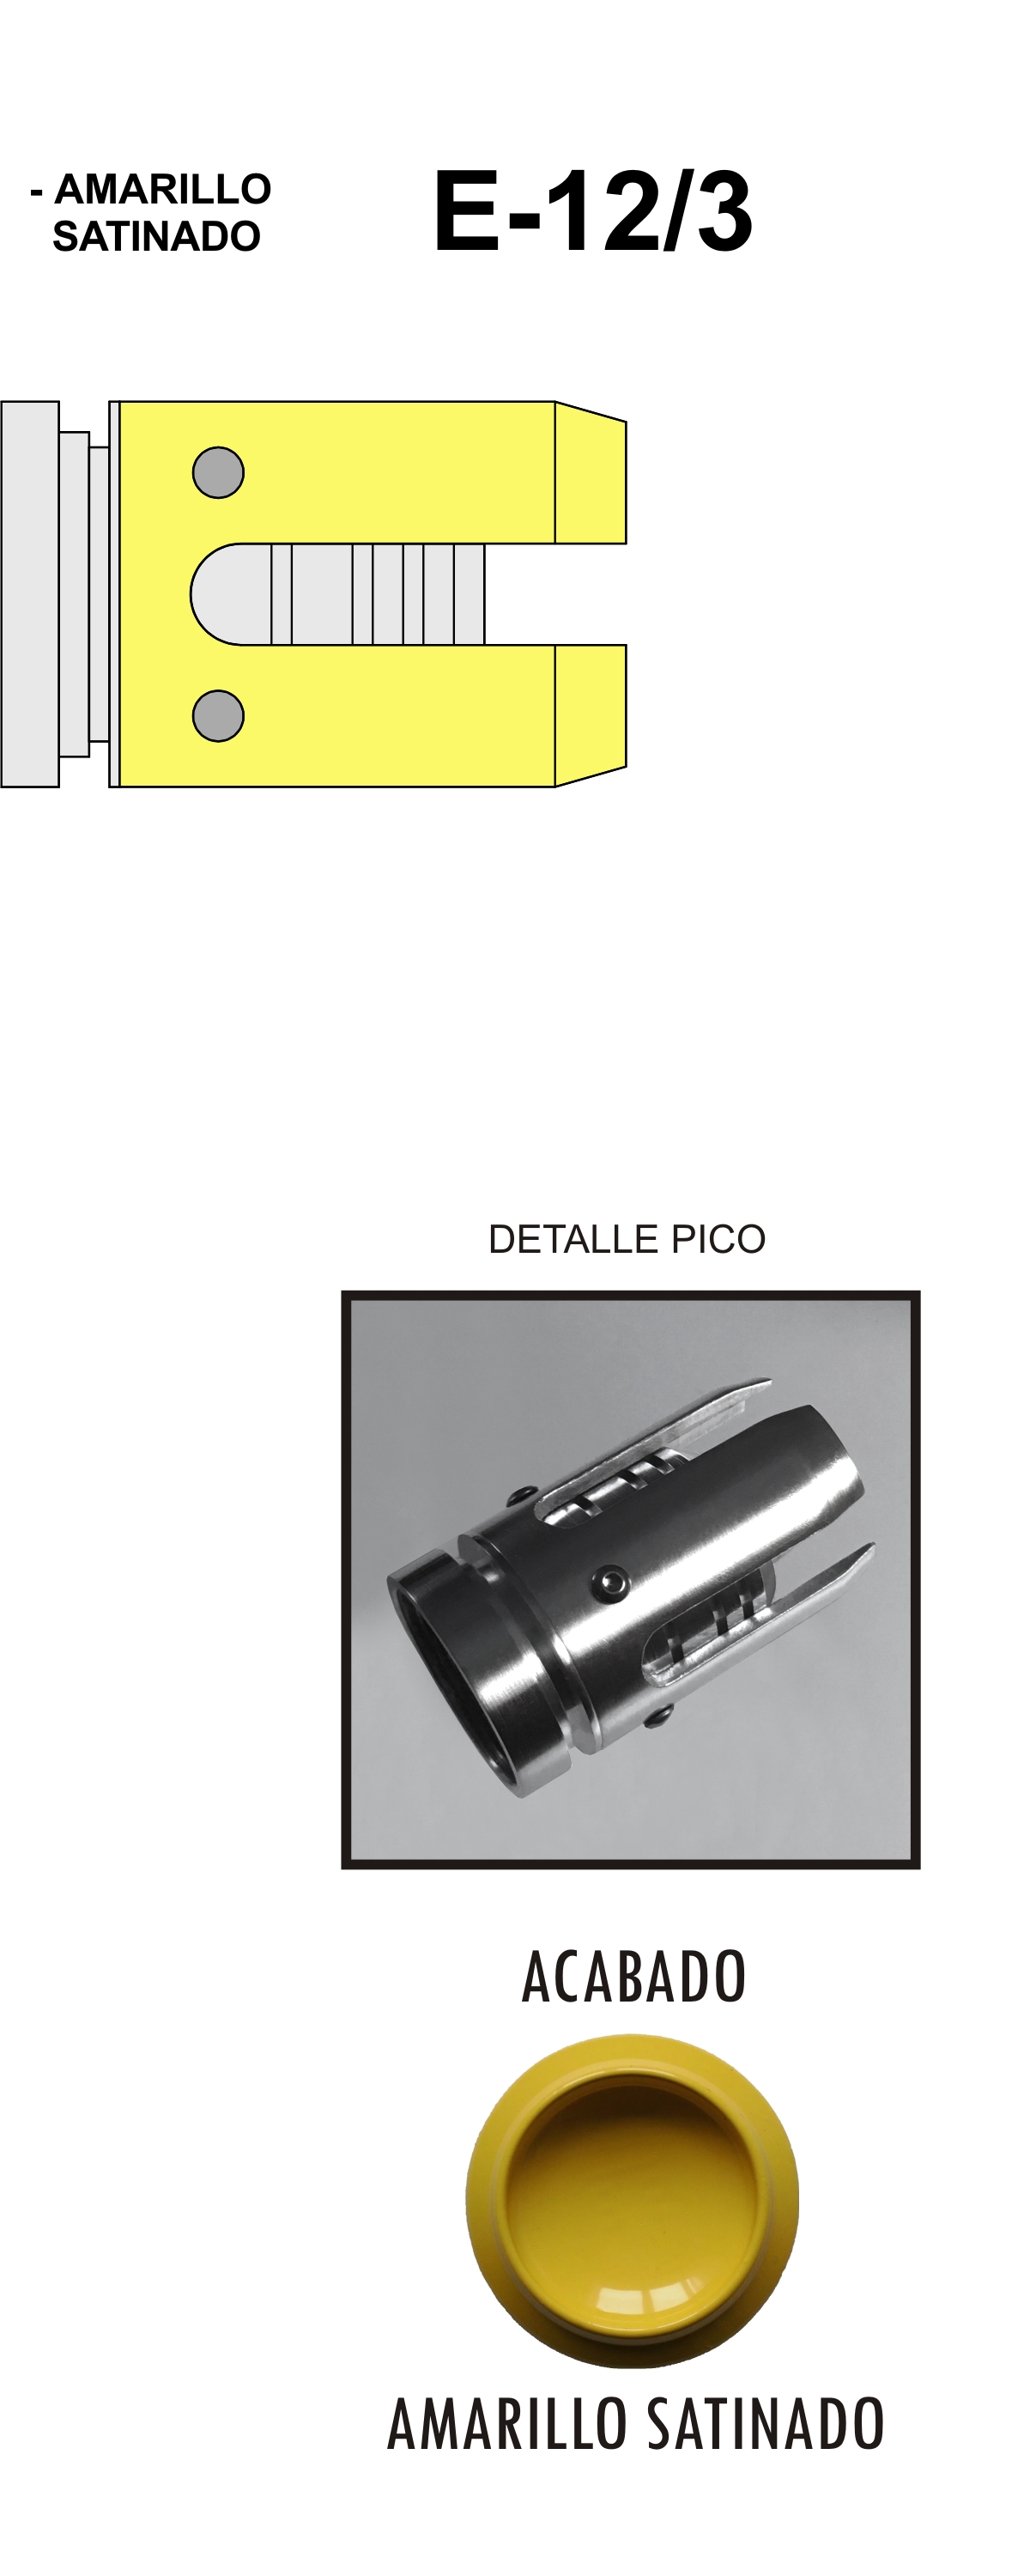 - AMARILLO
SATINADO
E-12/3
DETALLE PICO
ACABADO
AMARILLO SATINADO